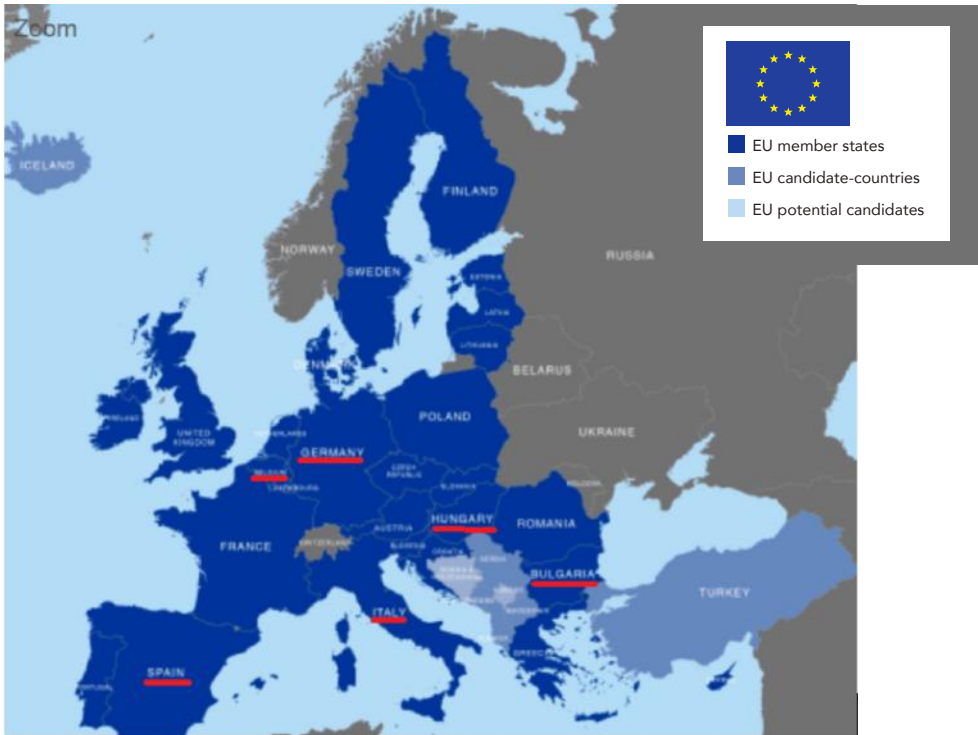 Zoom
EU member states
EU candidate-countries
EU potential candidates
ICELAND
FINLAND
NORWAY
SWEDEN
RUSSIA
ESTONIA
LATVIA
LITHUANIA
DENMARK
BELARUS
IRELAND
UNITED
KINGDOM
NETHERLANDS
POLAND
UKRAINE
GERMANY
BELGIUM
LUXEMBOURG
CZECH
REPUBLIC
SLOVAKIA
MOLDOVA
HUNGARY
AUSTRIA
ROMANIA
FRANCE
SWITZERLAND
SLOVENIA
CROATIA
SERBIA
BULGARIA
TURKEY
ITALY
GREECE
SPAIN
PORTUGAL